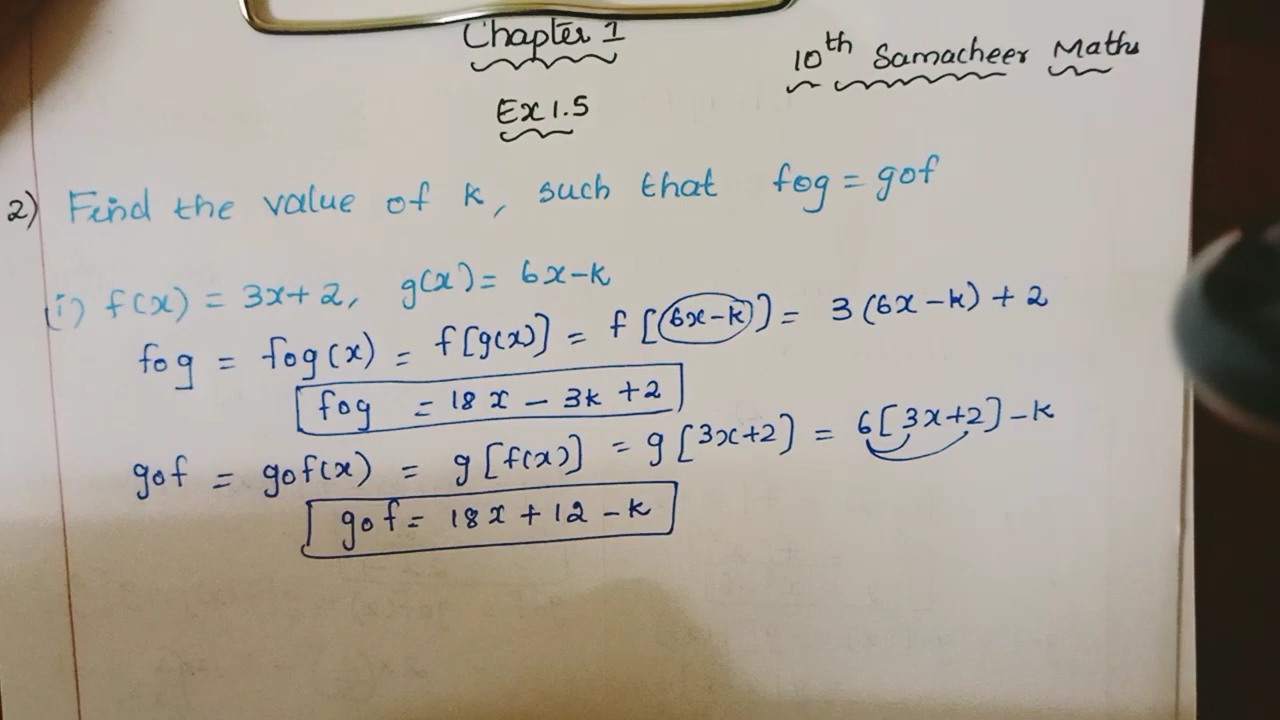 Chapter 1
10th Samacheer Maths
Ex 1.5
2) Find the value of k, such that fog = gof
(i) f(x) = 3x+2, g(x) = 6x-k
fog = fog(x) = f[g(x)] = f[(6x-k)] = 3(6x-k)+2
fog = 18x - 3k +2
gof = gof(x) = g[f(x)] = g[3x+2] = 6[3x+2]-k
gof = 18x + 12 - k